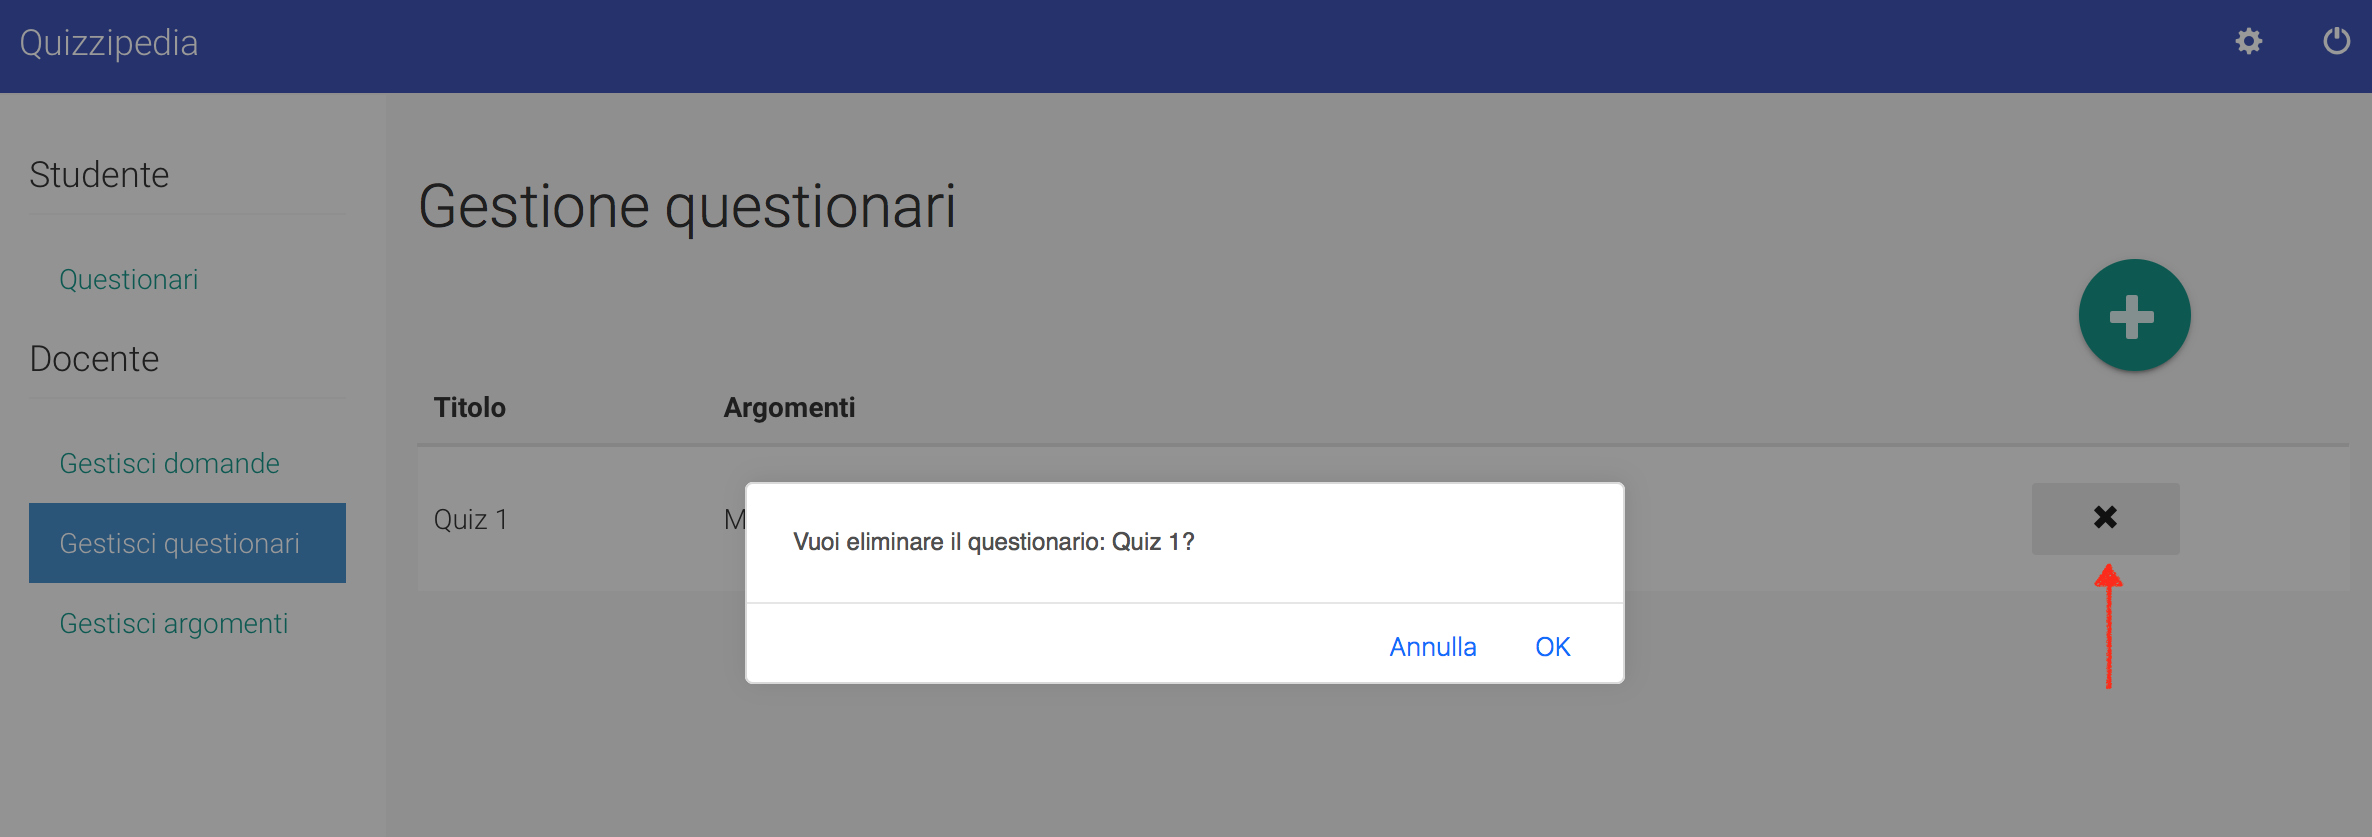 Quizzipedia
Studente
Questionari
Docente
Gestisci domande
Gestisci questionari
Gestisci argomenti
Gestione questionari
Titolo Argomenti
Quiz 1
Vuoi eliminare il questionario: Quiz 1?
Annulla OK